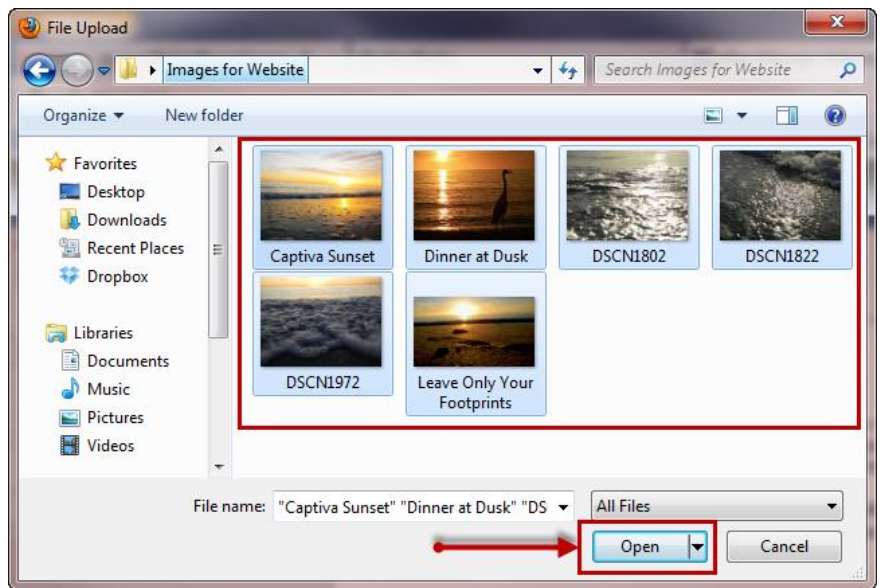 File Upload
Images for Website
Search Images for Website
Organize
New folder
Favorites
Desktop
Downloads
Recent Places
Dropbox
Libraries
Documents
Music
Pictures
Videos
Captiva Sunset
Dinner at Dusk
DSCN1802
DSCN1822
DSCN1972
Leave Only Your
Footprints
File name: "Captiva Sunset" "Dinner at Dusk" "DS
All Files
Open
Cancel